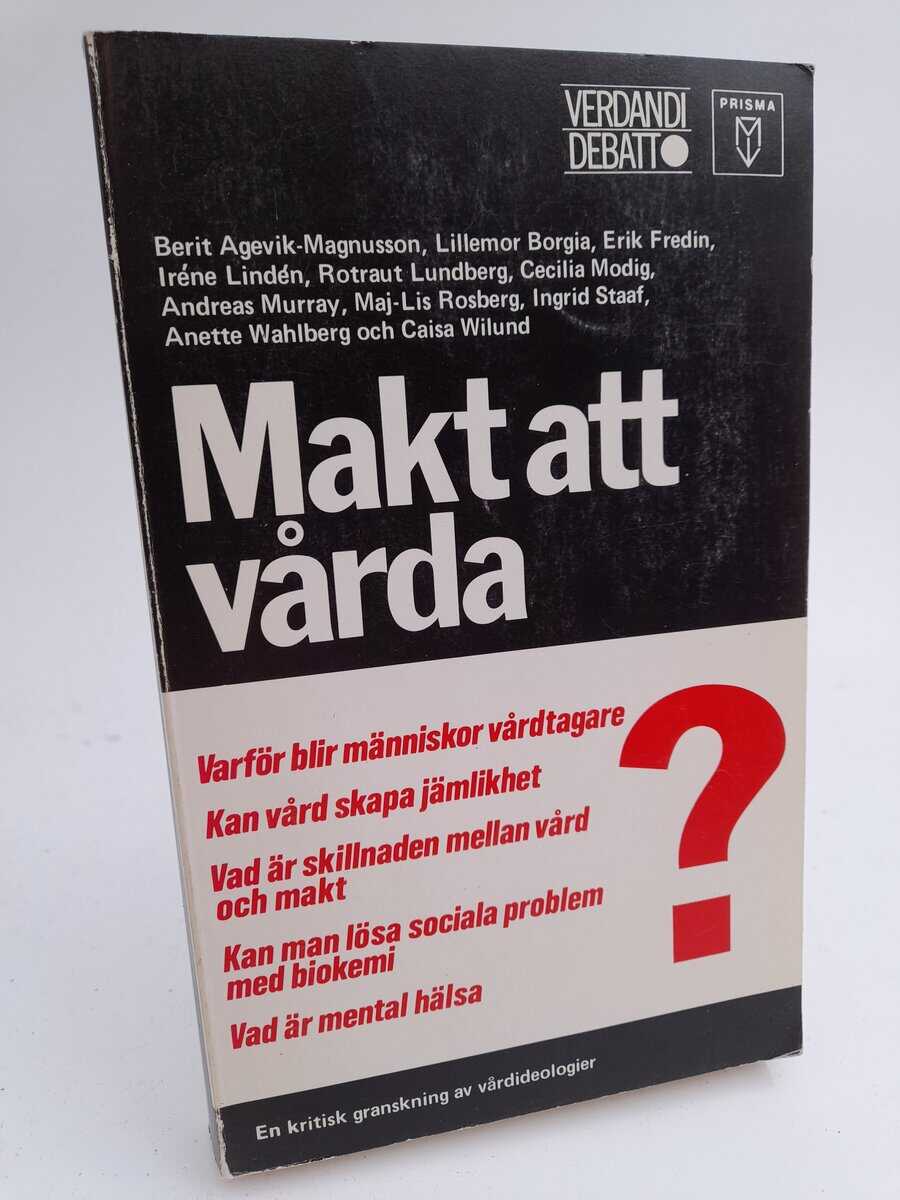 VERDANDI
DEBATT
PRISMA
Berit Agevik-Magnusson, Lillemor Borgia, Erik Fredin,
Iréne Lindén, Rotraut Lundberg, Cecilia Modig,
Andreas Murray, Maj-Lis Rosberg, Ingrid Staaf,
Anette Wahlberg och Caisa Wilund
Makt att
vårda
Varför blir människor vårdtagare
Kan vård skapa jämlikhet
Vad är skillnaden mellan vård
och makt
Kan man lösa sociala problem
med biokemi
Vad är mental hälsa
?
En kritisk granskning av vårdideologier